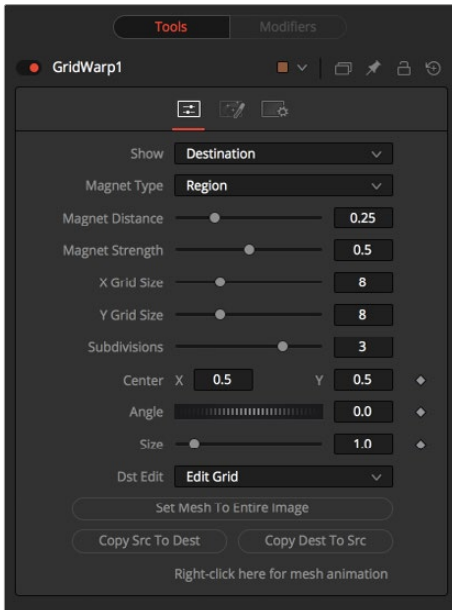 Tools Modifiers
GridWarp1
Show Destination
Magnet Type Region
Magnet Distance 0.25
Magnet Strength 0.5
X Grid Size 8
Y Grid Size 8
Subdivisions 3
Center X 0.5 Y 0.5
Angle 0.0
Size 1.0
Dst Edit Edit Grid
Set Mesh To Entire Image
Copy Src To Dest Copy Dest To Src
Right-click here for mesh animation